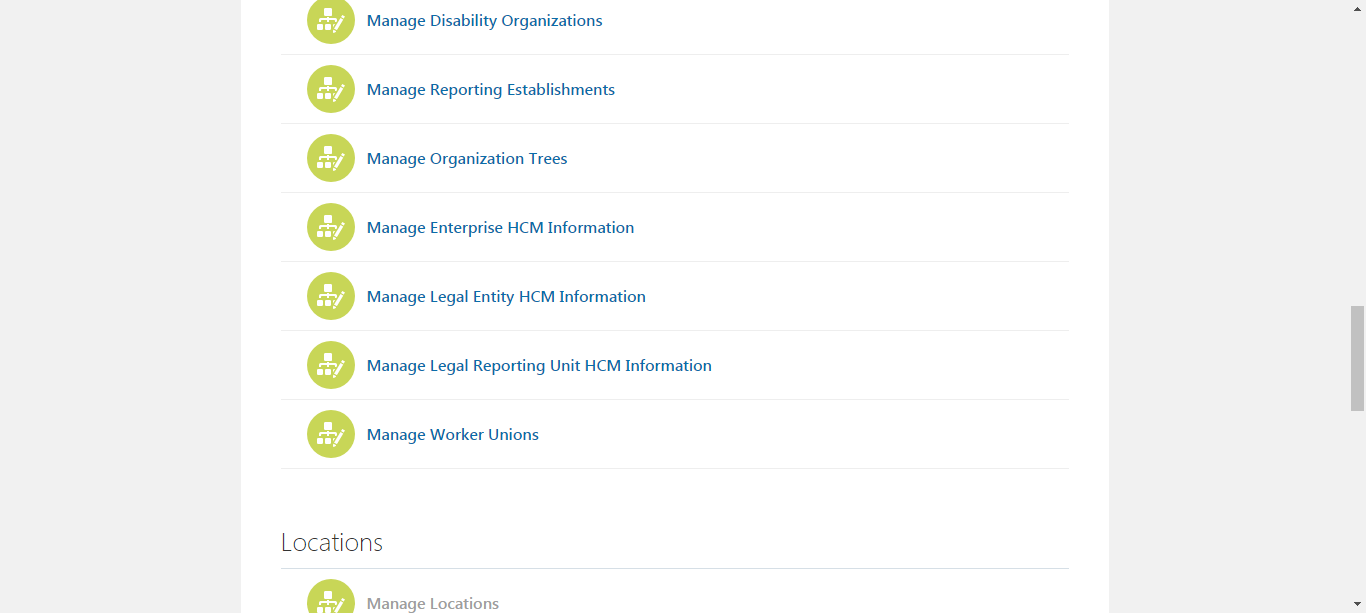 Manage Disability Organizations
Manage Reporting Establishments
Manage Organization Trees
Manage Enterprise HCM Information
Manage Legal Entity HCM Information
Manage Legal Reporting Unit HCM Information
Manage Worker Unions
Locations
Manage Locations